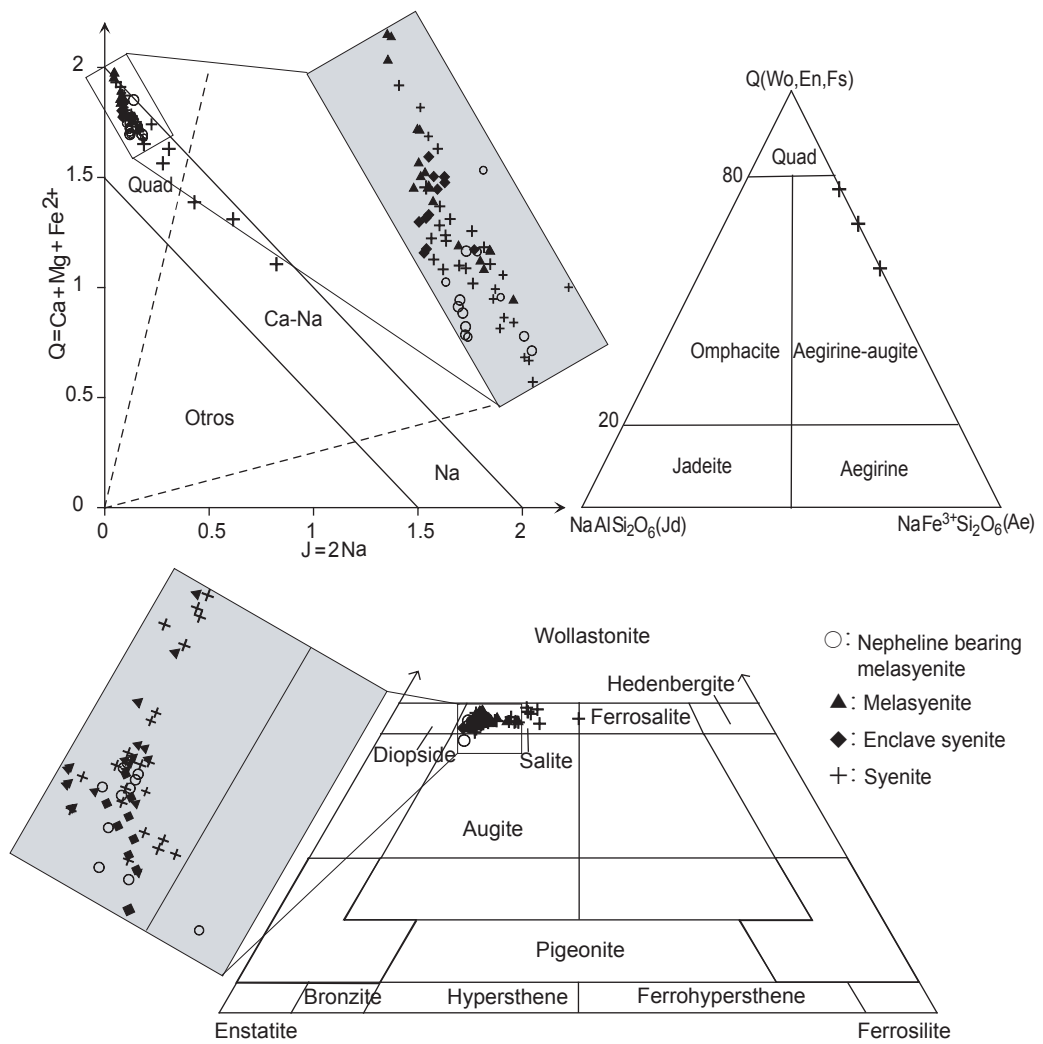 2
1.5
1
0.5
0
Q=Ca+Mg+Fe2+
Quad
Ca-Na
Otros
Na
0
0.5
1
1.5
2
J=2Na
Q(Wo,En,Fs)
Quad
80
Omphacite
Aegirine-augite
20
Jadeite
Aegirine
NaAlSi2O6(Jd)
NaFe3+Si2O6(Ae)
Wollastonite
Hedenbergite
Ferrosalite
Diopside
Salite
Augite
Pigeonite
Bronzite
Hypersthene
Ferrohypersthene
Enstatite
Ferrosilite
○: Nepheline bearing
melasyenite
▲: Melasyenite
◆: Enclave syenite
+: Syenite